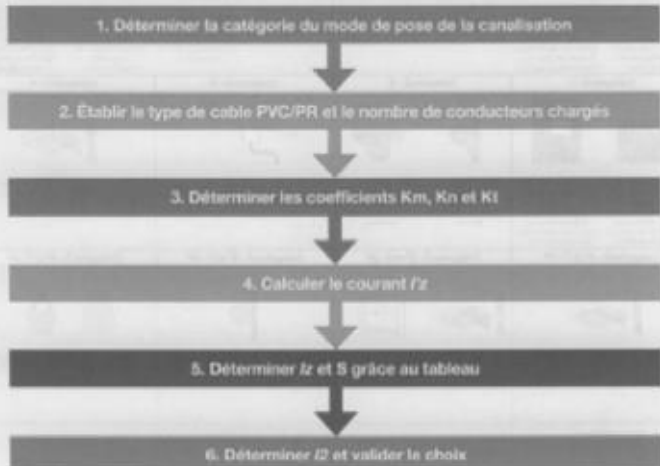 1. Déterminer la catégorie du mode de pose de la canalisation
2. Établir le type de cable PVC/PR et le nombre de conducteurs chargés
3. Déterminer les coefficients Km, Kn et Kt
4. Calculer le courant I'z
5. Déterminer Iz et S grâce au tableau
6. Déterminer I2 et valider le choix